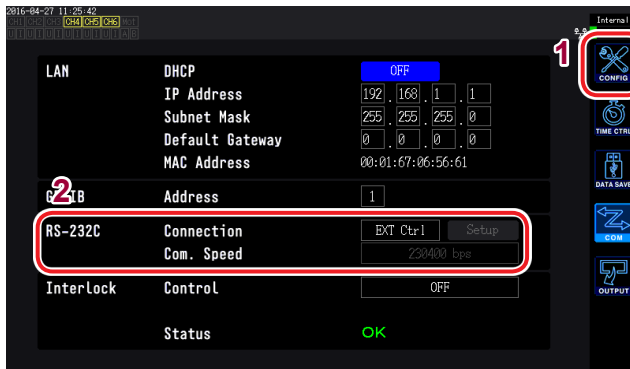 2016-04-27 11:25:42
CH1 CH2 CH3 CH4 CH5 CH6 Mot
U I U I U I U I U I U I A B
Internal
1
CONFIG
LAN DHCP OFF
IP Address 192 . 168 . 1 . 1
Subnet Mask 255 . 255 . 255 . 0
TIME CTRL
Default Gateway 0 . 0 . 0 . 0
MAC Address 00:01:67:06:56:61
DATA SAVE
2
Address 1
RS-232C Connection EXT Ctrl Setup
COM
Com. Speed 230400 bps
Interlock Control OFF
OUTPUT
Status OK